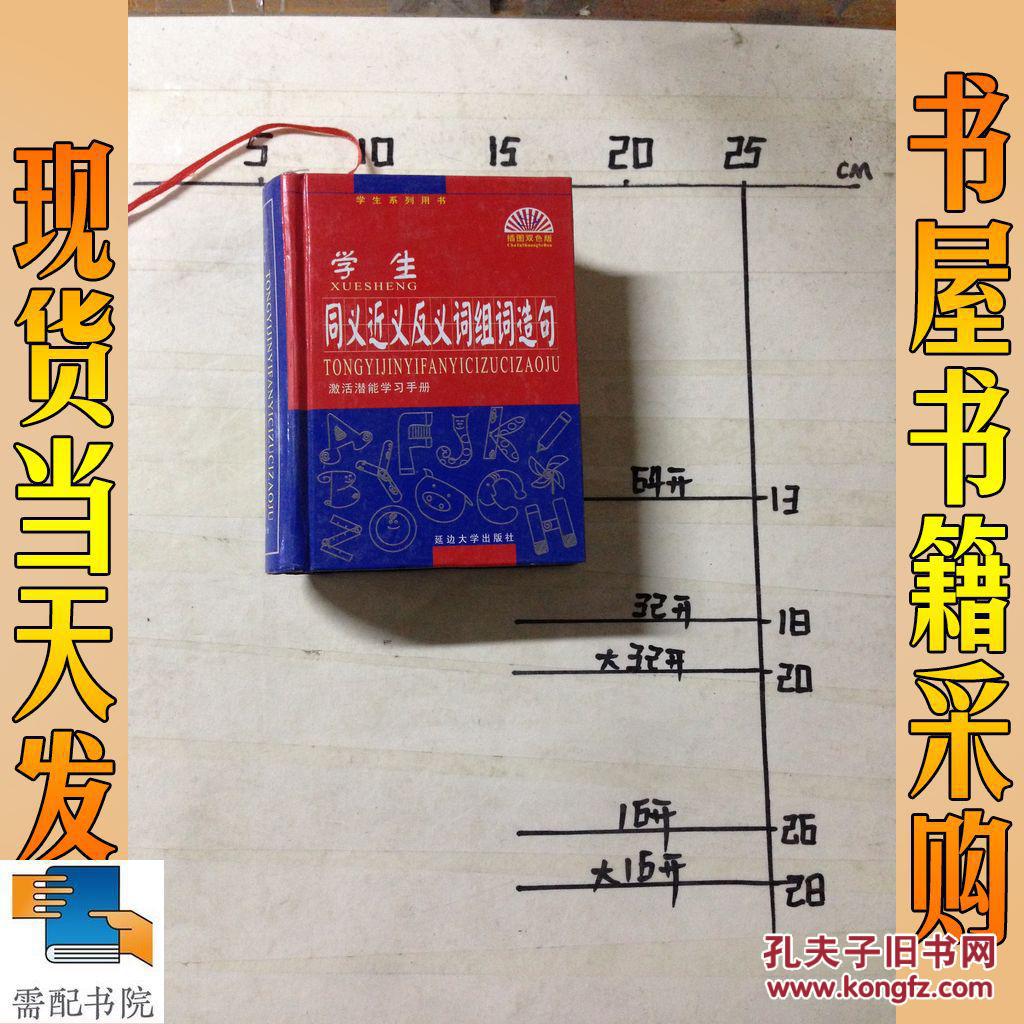 现货当天发
书屋书籍采购
5 10 15 20 25 cm
学生系列用书
插图双色版
ChaTuShuangSeBan
学生
XUESHENG
同义近义反义词组词造句
TONGYIJINYIFANYICIZUCIZAOJU
激活潜能学习手册
TONGYIJINYIFANYICIZUCIZAOJU
A Y F J K
B
N O G C H
延边大学出版社
64开 13
32开 18
大32开 20
16开 26
大16开 28
需配书院
孔夫子旧书网
www.kongfz.com